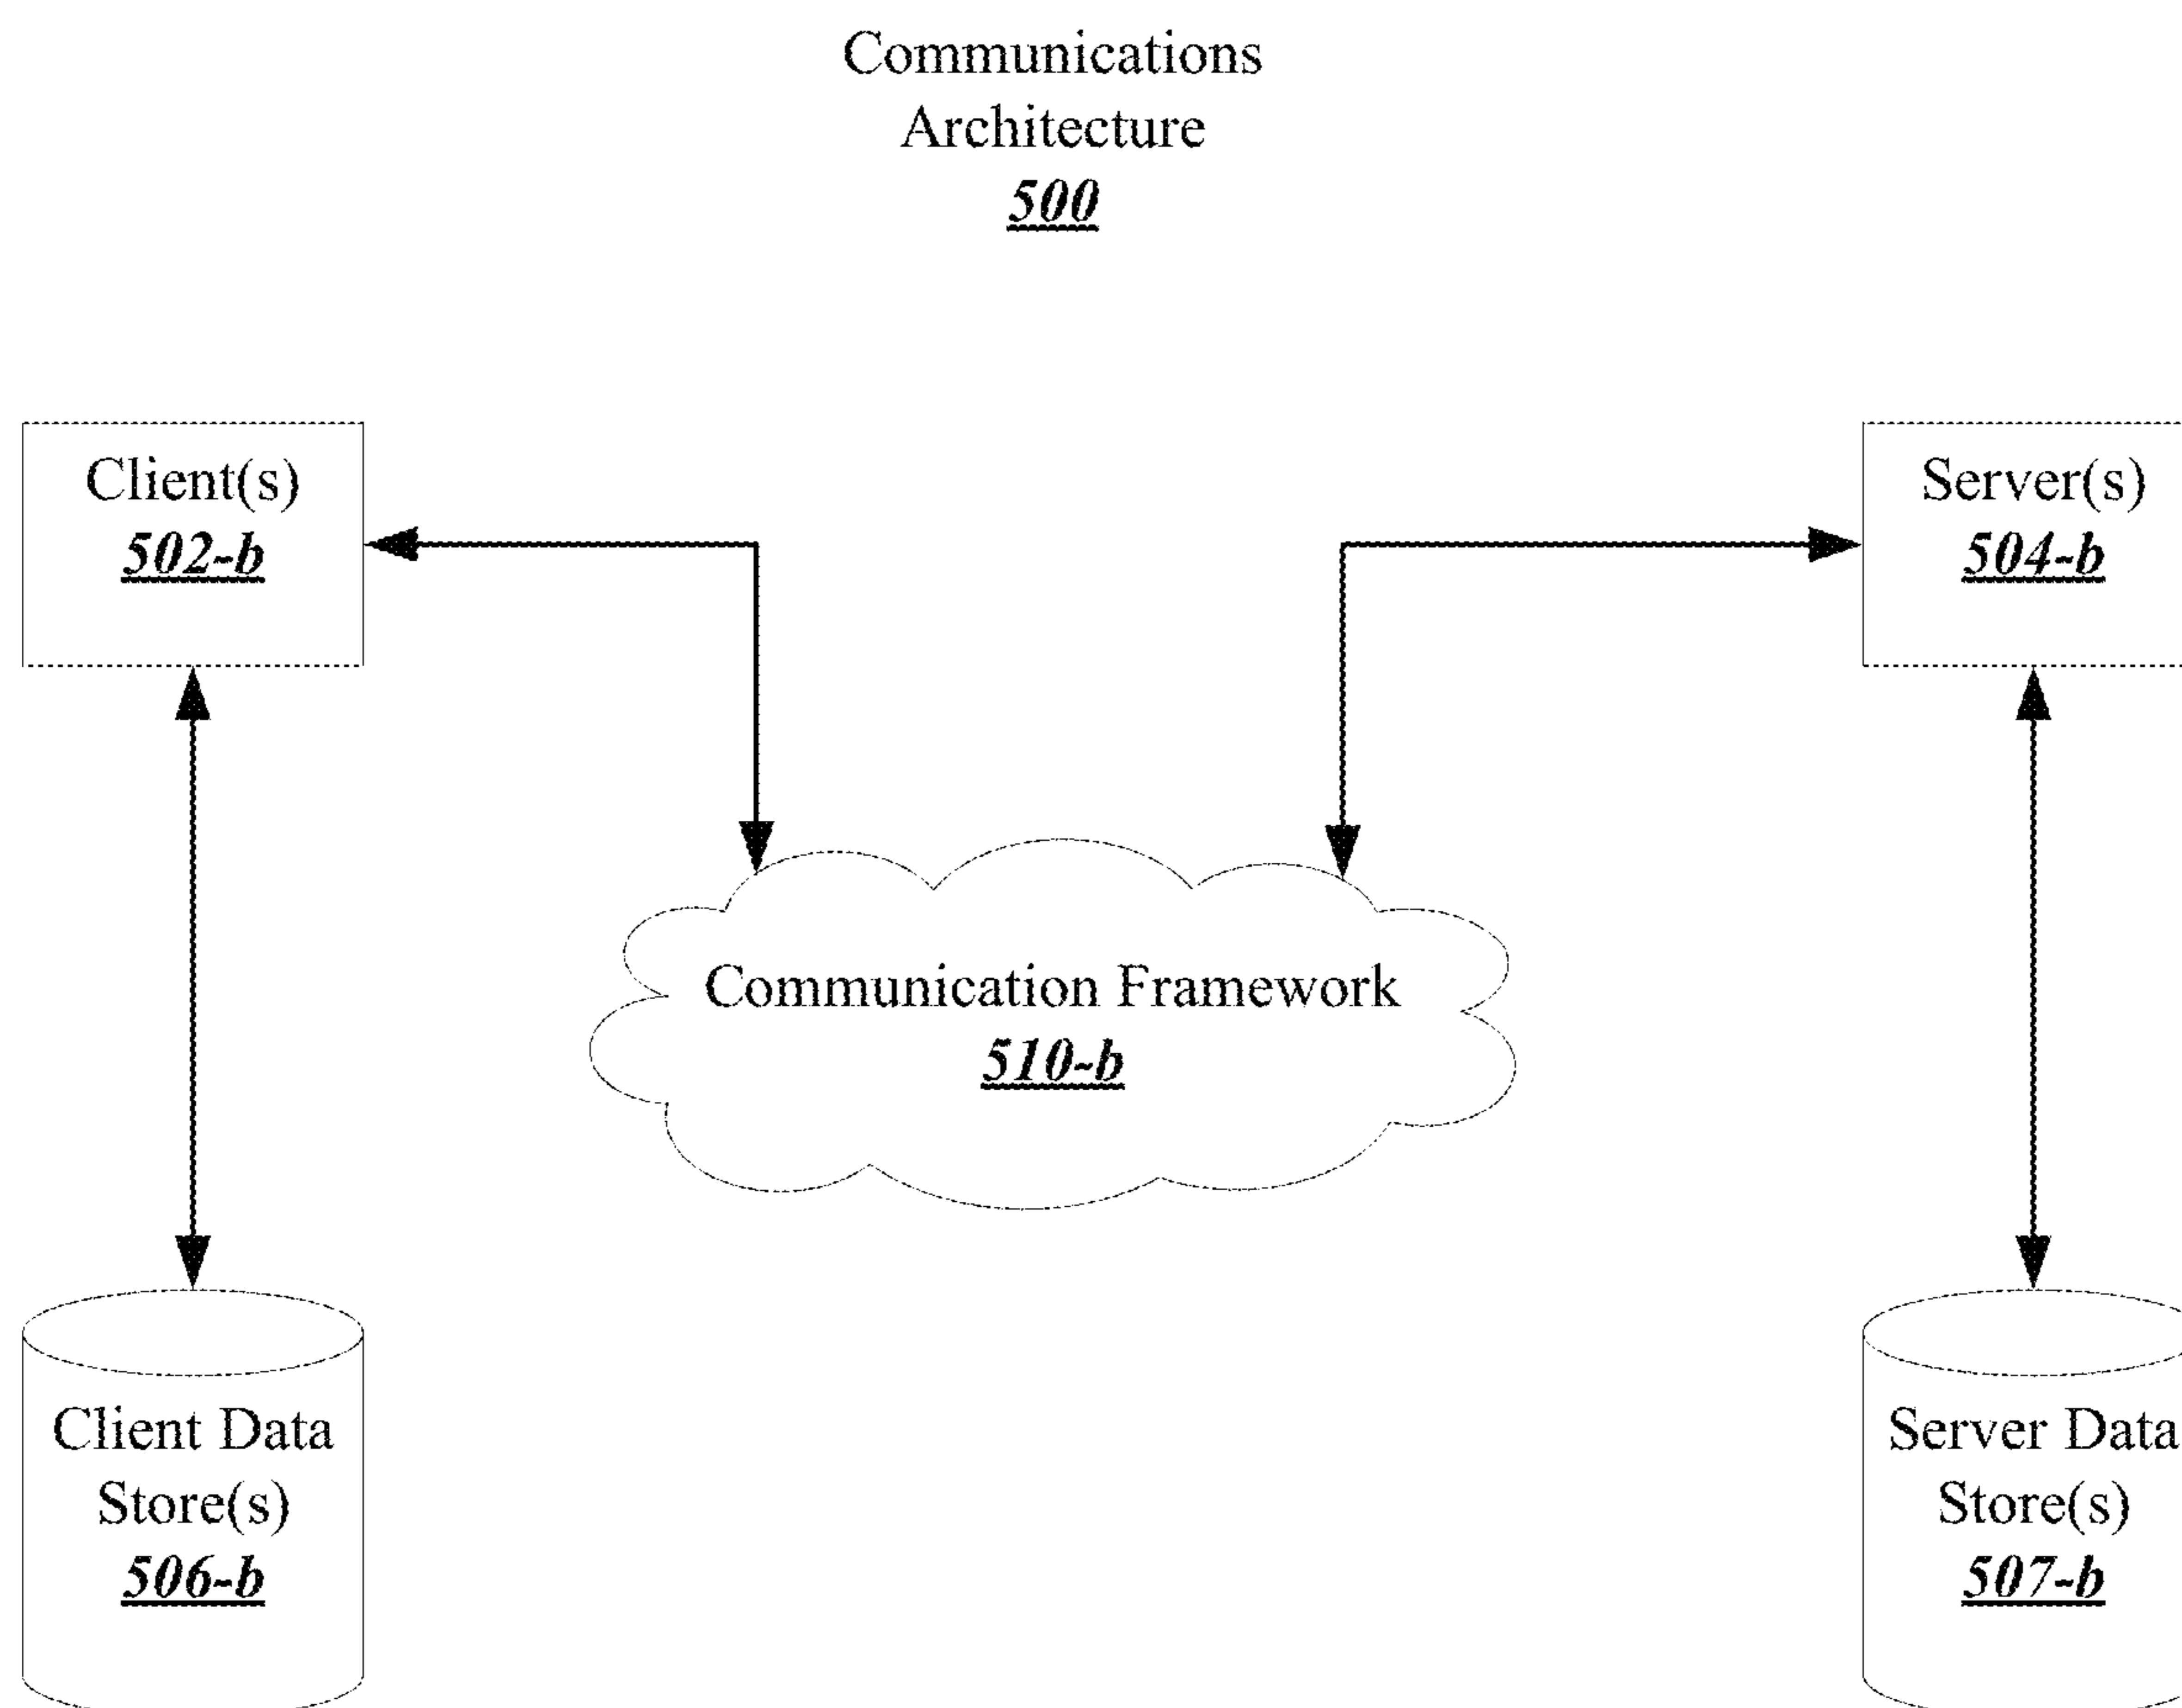 Communications
Architecture
500
Client(s)
502-b
Server(s)
504-b
Communication Framework
510-b
Client Data
Store(s)
506-b
Server Data
Store(s)
507-b